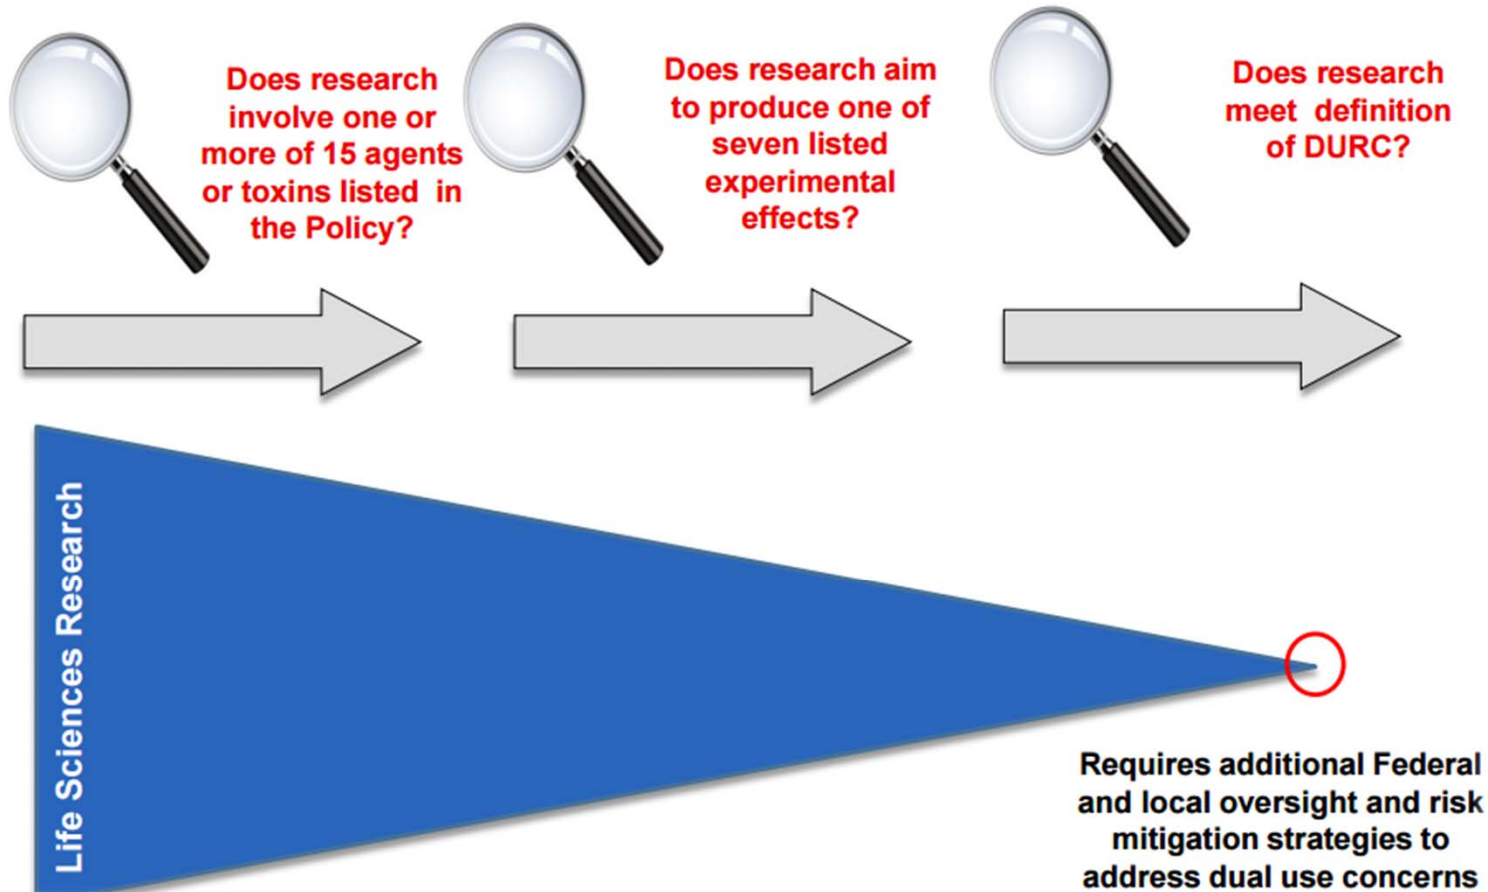 Does research
involve one or
more of 15 agents
or toxins listed in
the Policy?
Does research aim
to produce one of
seven listed
experimental
effects?
Does research
meet definition
of DURC?
Life Sciences Research
Requires additional Federal
and local oversight and risk
mitigation strategies to
address dual use concerns